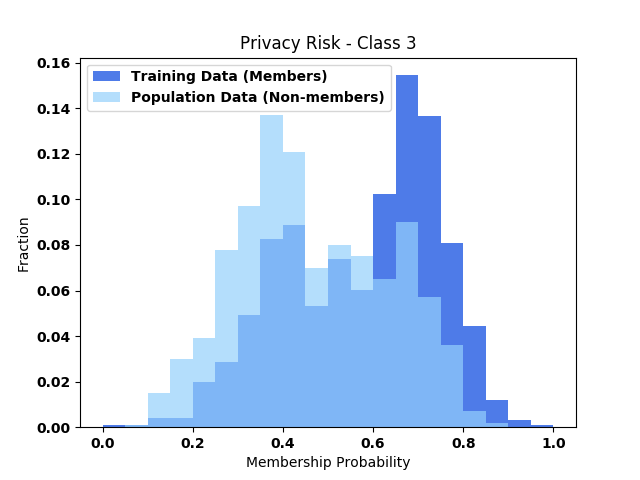 Privacy Risk - Class 3
Training Data (Members)
Population Data (Non-members)
0.16
0.14
0.12
0.10
0.08
0.06
0.04
0.02
0.00
Fraction
0.0 0.2 0.4 0.6 0.8 1.0
Membership Probability